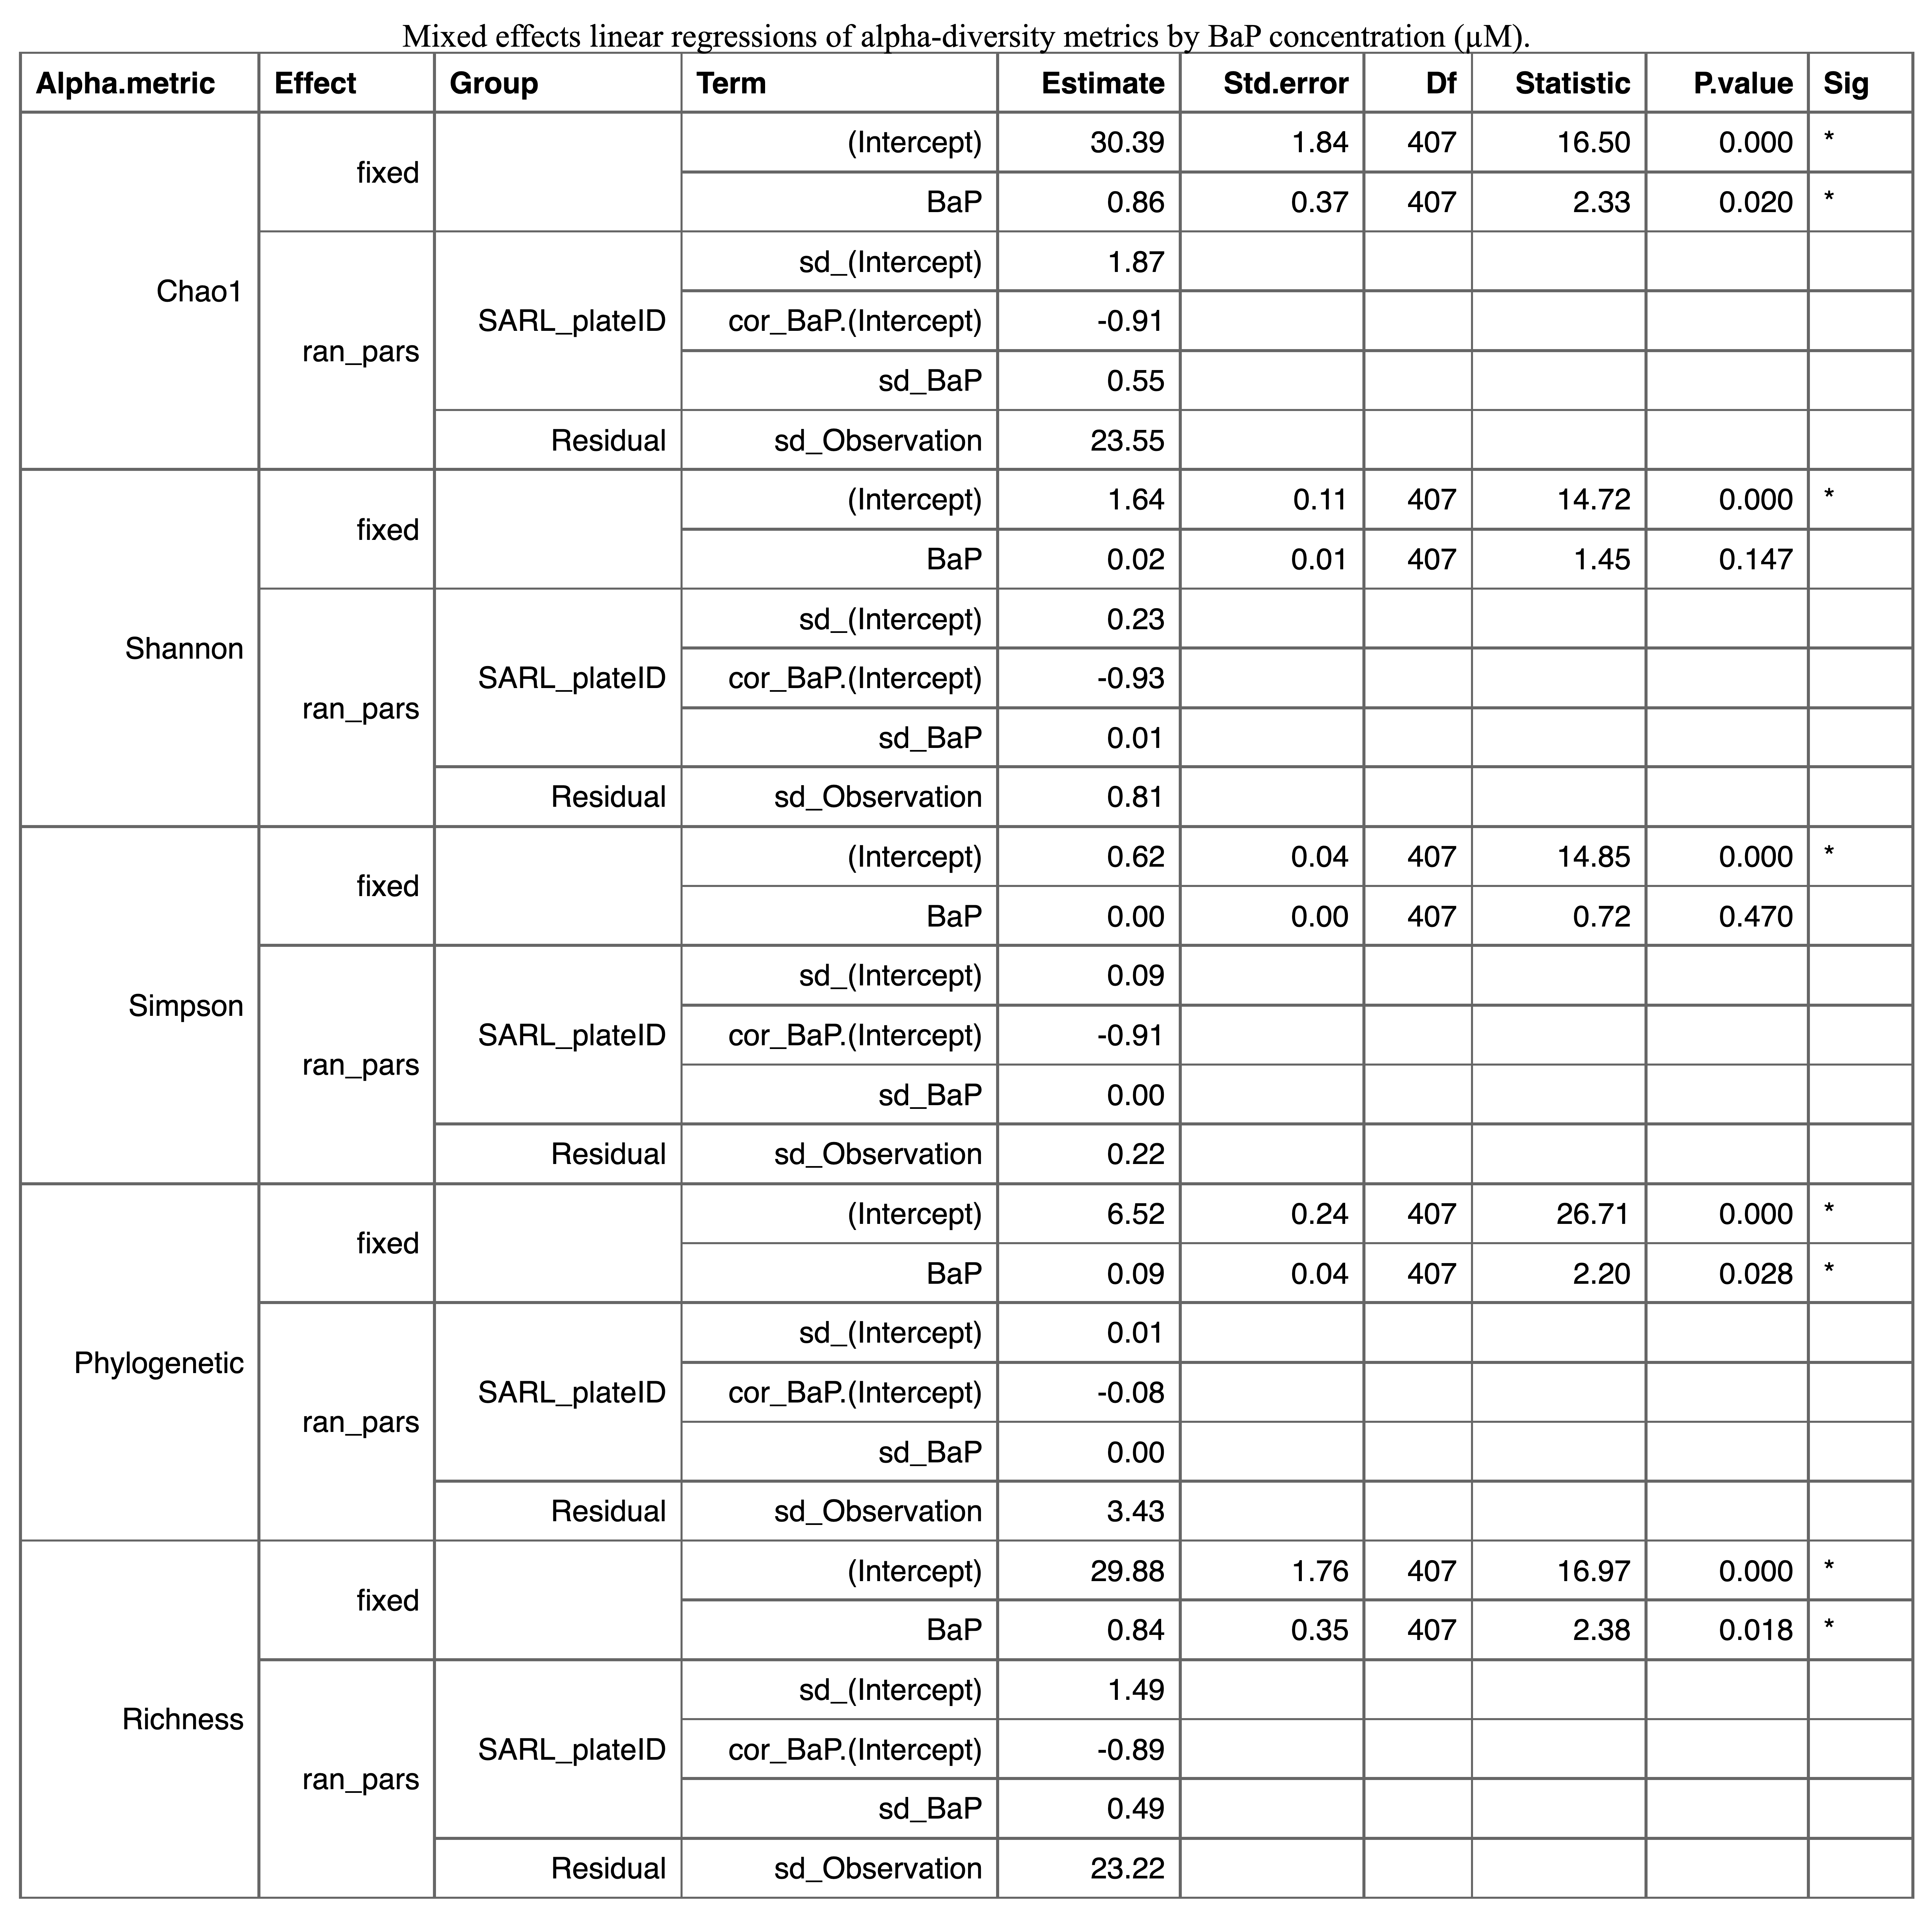 Mixed effects linear regressions of alpha-diversity metrics by BaP concentration (µM).
Alpha.metric Effect Group Term Estimate Std.error Df Statistic P.value Sig
Chao1 fixed (Intercept) 30.39 1.84 407 16.50 0.000 *
BaP 0.86 0.37 407 2.33 0.020 *
ran_pars SARL_plateID sd_(Intercept) 1.87
cor_BaP.(Intercept) -0.91
sd_BaP 0.55
Residual sd_Observation 23.55
Shannon fixed (Intercept) 1.64 0.11 407 14.72 0.000 *
BaP 0.02 0.01 407 1.45 0.147
ran_pars SARL_plateID sd_(Intercept) 0.23
cor_BaP.(Intercept) -0.93
sd_BaP 0.01
Residual sd_Observation 0.81
Simpson fixed (Intercept) 0.62 0.04 407 14.85 0.000 *
BaP 0.00 0.00 407 0.72 0.470
ran_pars SARL_plateID sd_(Intercept) 0.09
cor_BaP.(Intercept) -0.91
sd_BaP 0.00
Residual sd_Observation 0.22
Phylogenetic fixed (Intercept) 6.52 0.24 407 26.71 0.000 *
BaP 0.09 0.04 407 2.20 0.028 *
ran_pars SARL_plateID sd_(Intercept) 0.01
cor_BaP.(Intercept) -0.08
sd_BaP 0.00
Residual sd_Observation 3.43
Richness fixed (Intercept) 29.88 1.76 407 16.97 0.000 *
BaP 0.84 0.35 407 2.38 0.018 *
ran_pars SARL_plateID sd_(Intercept) 1.49
cor_BaP.(Intercept) -0.89
sd_BaP 0.49
Residual sd_Observation 23.22